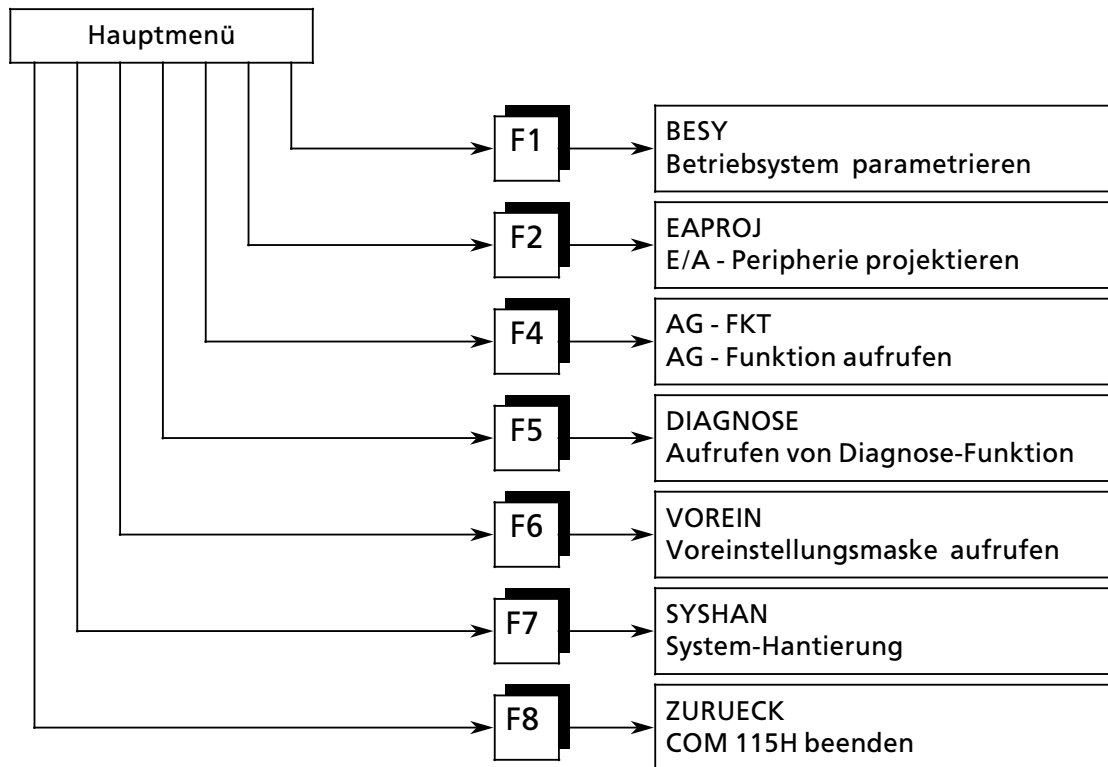 Hauptmenü
F1
BESY
Betriebsystem parametrieren
F2
EAPROJ
E/A - Peripherie projektieren
F4
AG - FKT
AG - Funktion aufrufen
F5
DIAGNOSE
Aufrufen von Diagnose-Funktion
F6
VOREIN
Voreinstellungsmaske aufrufen
F7
SYSHAN
System-Hantierung
F8
ZURUECK
COM 115H beenden